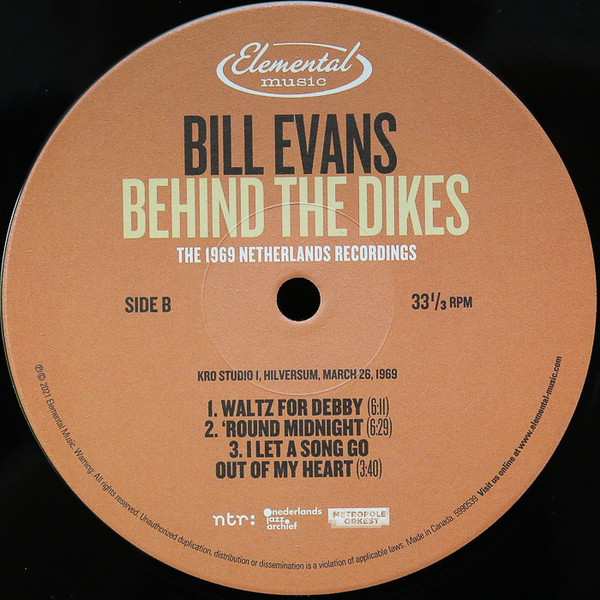 Elemental
music
BILL EVANS
BEHIND THE DIKES
THE 1969 NETHERLANDS RECORDINGS
SIDE B
33 1/3 RPM
KRO STUDIO 1, HILVERSUM, MARCH 26, 1969
1. WALTZ FOR DEBBY (6:11)
2. ‘ROUND MIDNIGHT (6:29)
3. I LET A SONG GO
OUT OF MY HEART (3:40)
ntr:
nederlands
jazz
archief
METROPOLE
ORKEST
℗ © 2021 Elemental Music. Warning. All rights reserved. Unauthorized duplication, distribution or dissemination is a violation of applicable laws. Made in Canada. 5990539 Visit us online at www.elemental-music.com